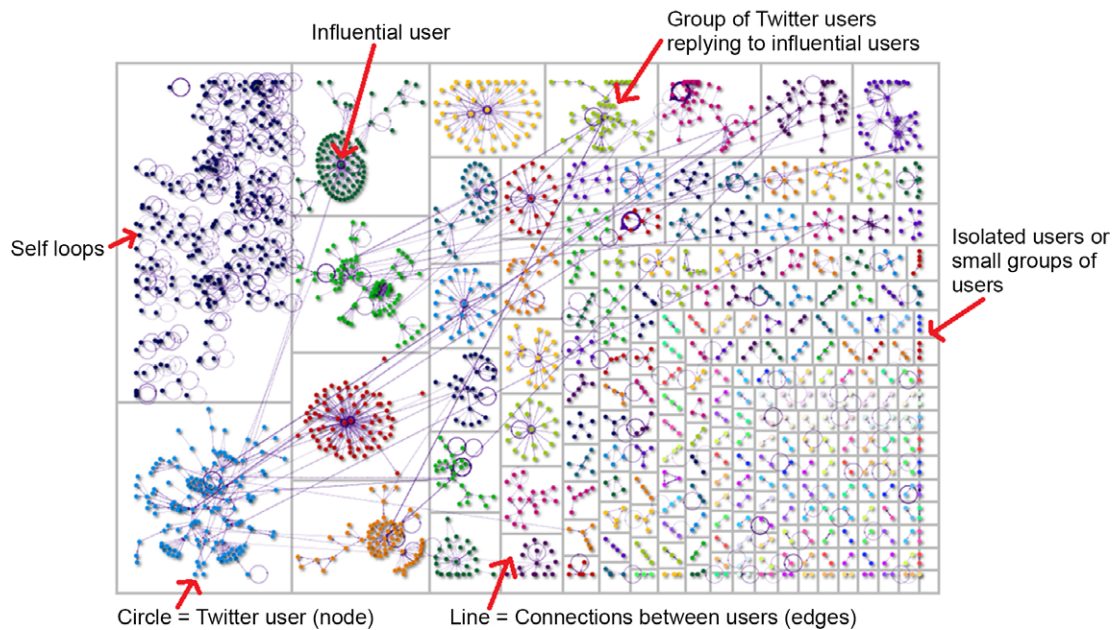 Influential user
Group of Twitter users
replying to influential users
Self loops
Isolated users or
small groups of
users
Circle = Twitter user (node)
Line = Connections between users (edges)